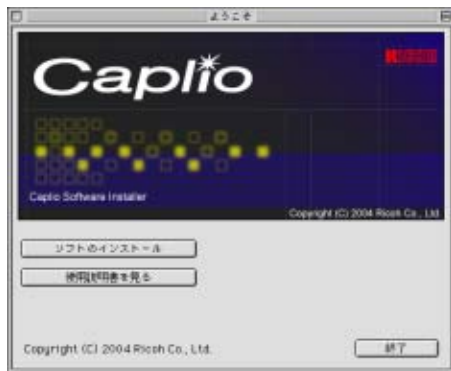 ようこそ
Caplio
Caplio Software Installer
Copyright (C) 2004 Ricoh Co., Ltd
ソフトのインストール
使用説明書を見る
Copyright (C) 2004 Ricoh Co., Ltd.
終了